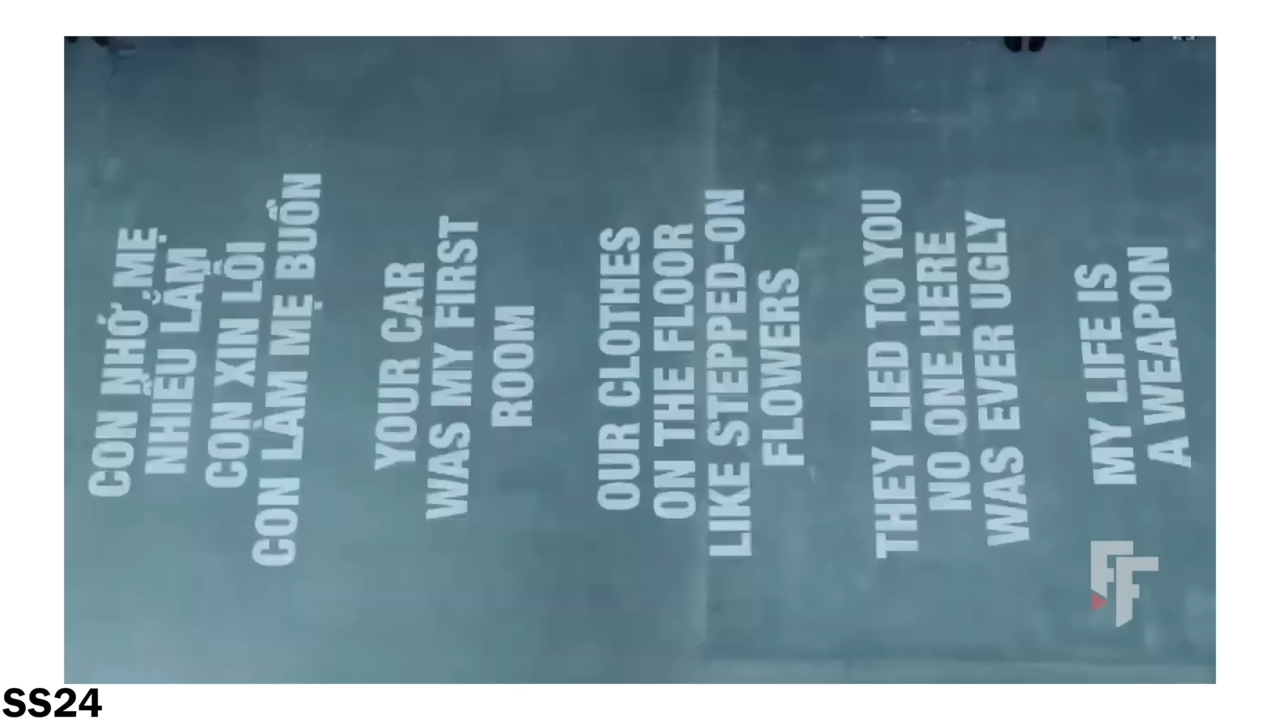 CON NHỚ MẸ
NHIỀU LẮM
CON XIN LỖI
CON LÀM MẸ BUỒN
YOUR CAR
WAS MY FIRST
ROOM
OUR CLOTHES
ON THE FLOOR
LIKE STEPPED-ON
FLOWERS
THEY LIED TO YOU
NO ONE HERE
WAS EVER UGLY
MY LIFE IS
A WEAPON
FF
SS24